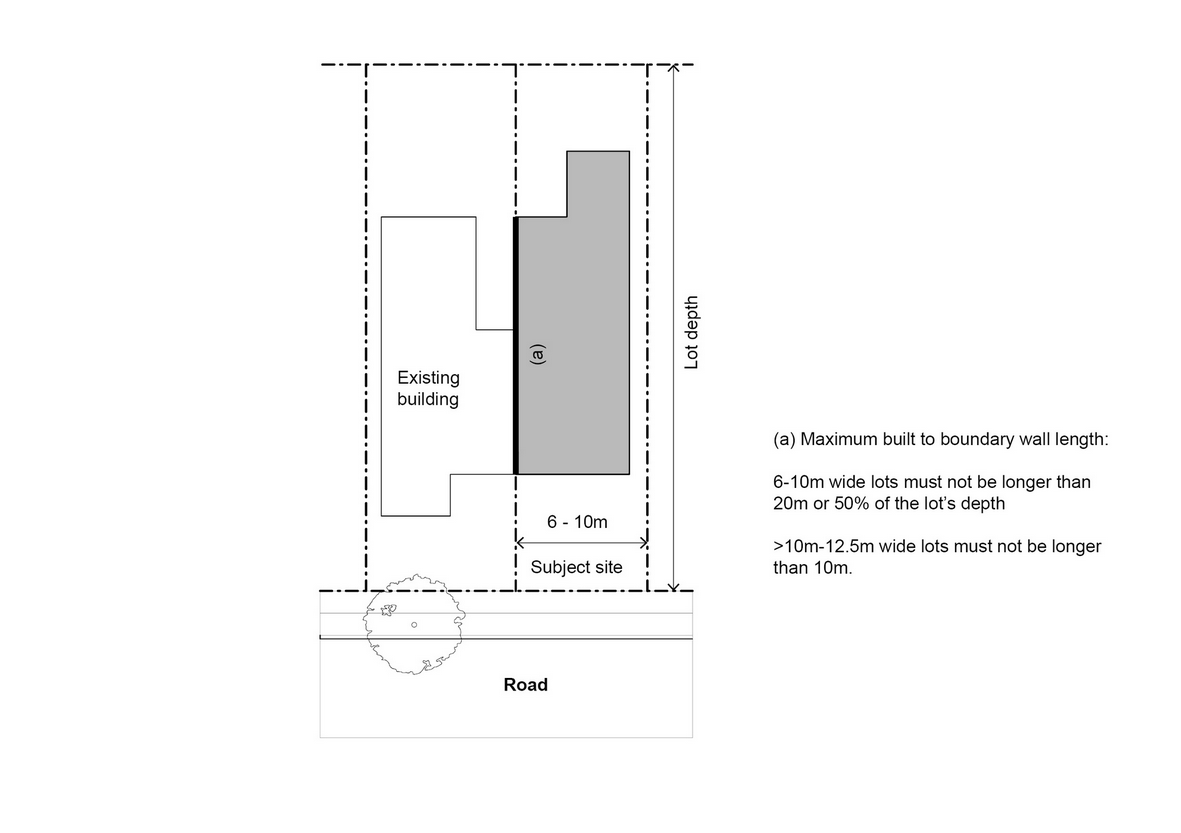 Lot depth
(a)
Existing
building
6 - 10m
Subject site
Road
(a) Maximum built to boundary wall length:
6-10m wide lots must not be longer than
20m or 50% of the lot’s depth
>10m-12.5m wide lots must not be longer
than 10m.